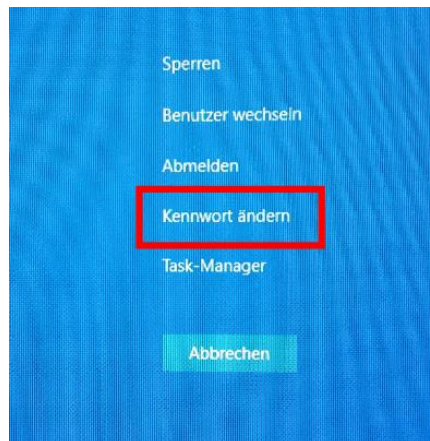 Sperren
Benutzer wechseln
Abmelden
Kennwort ändern
Task-Manager
Abbrechen